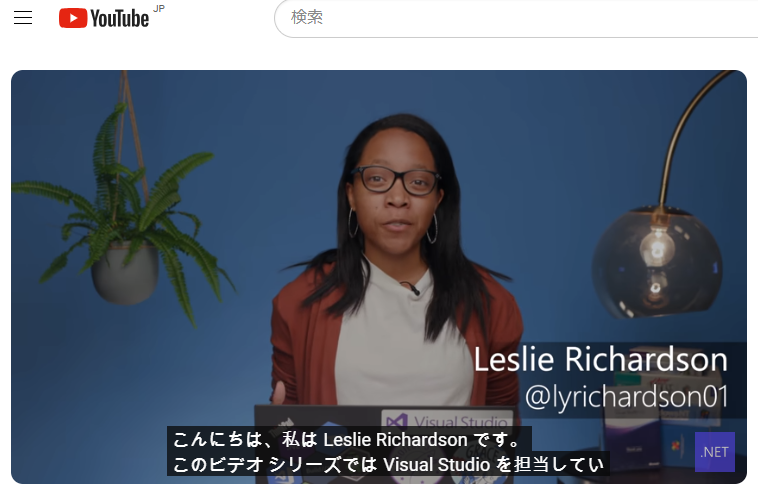 YouTube JP
検索
Leslie Richardson
@lyrichardson01
Visual Studio
こんにちは、私は Leslie Richardson です。
このビデオ シリーズでは Visual Studio を担当してい
.NET